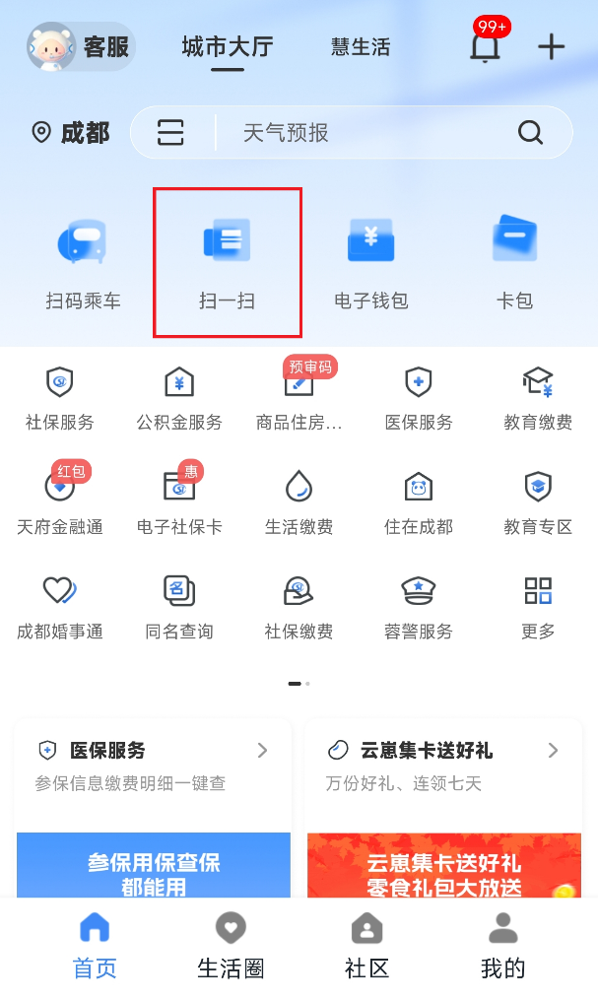 客服
城市大厅
慧生活
99+
成都
天气预报
扫码乘车
扫一扫
电子钱包
卡包
预审码
社保服务
公积金服务
商品住房...
医保服务
教育缴费
红包
惠
天府金融通
电子社保卡
生活缴费
住在成都
教育专区
名
成都婚事通
同名查询
社保缴费
蓉警服务
更多
医保服务
参保信息缴费明细一键查
参保用保查保
都能用
云崽集卡送好礼
万份好礼、连领七天
云崽集卡送好礼
零食礼包大放送
首页
生活圈
社区
我的